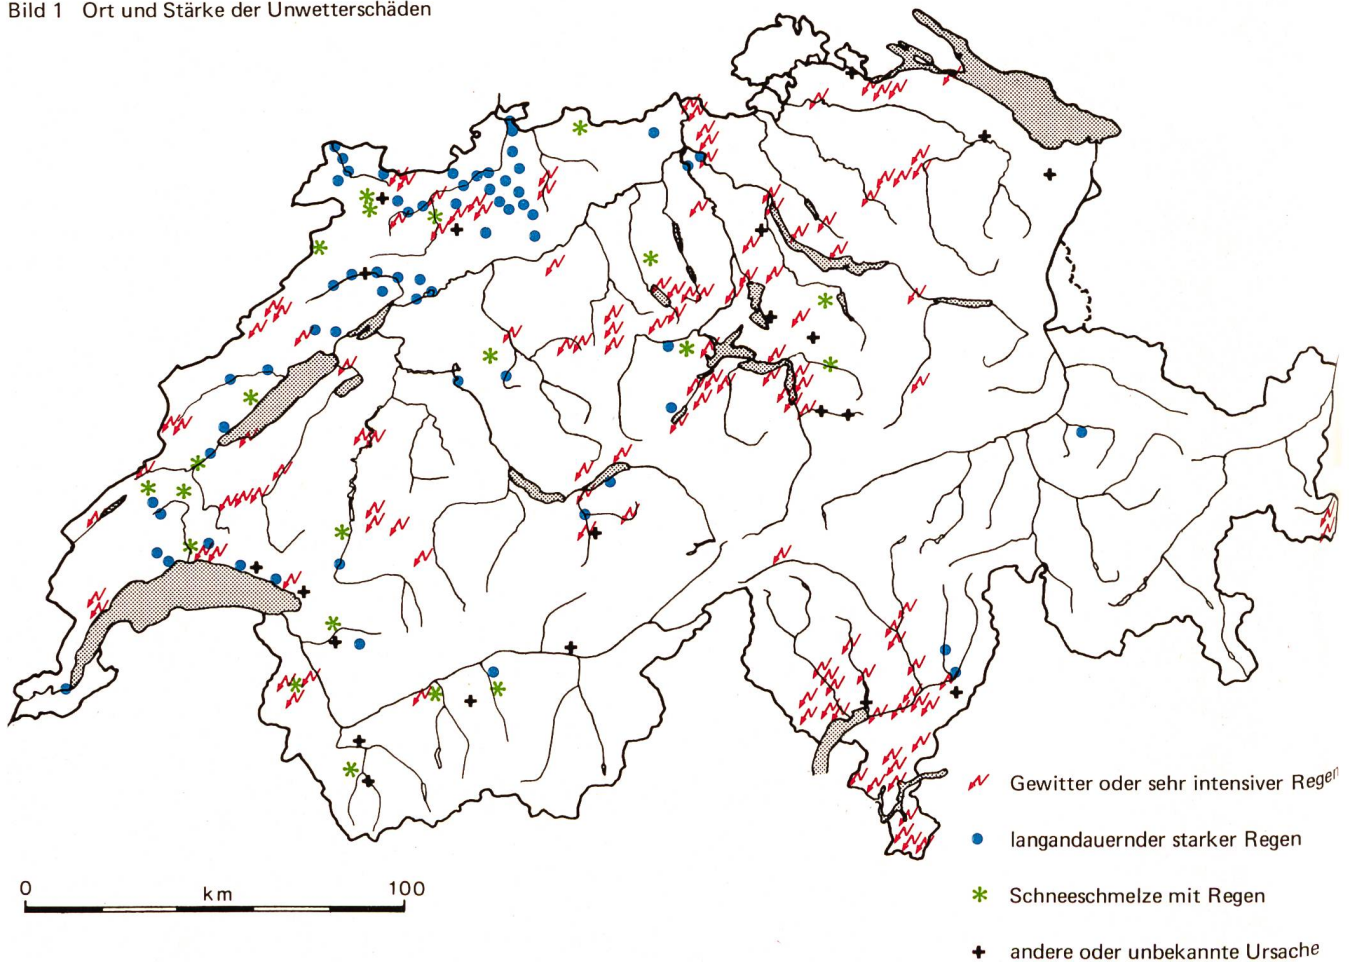 Bild 1 Ort und Stärke der Unwetterschäden
Gewitter oder sehr intensiver Regen
langandauernder starker Regen
Schneeschmelze mit Regen
andere oder unbekannte Ursache
0 km 100